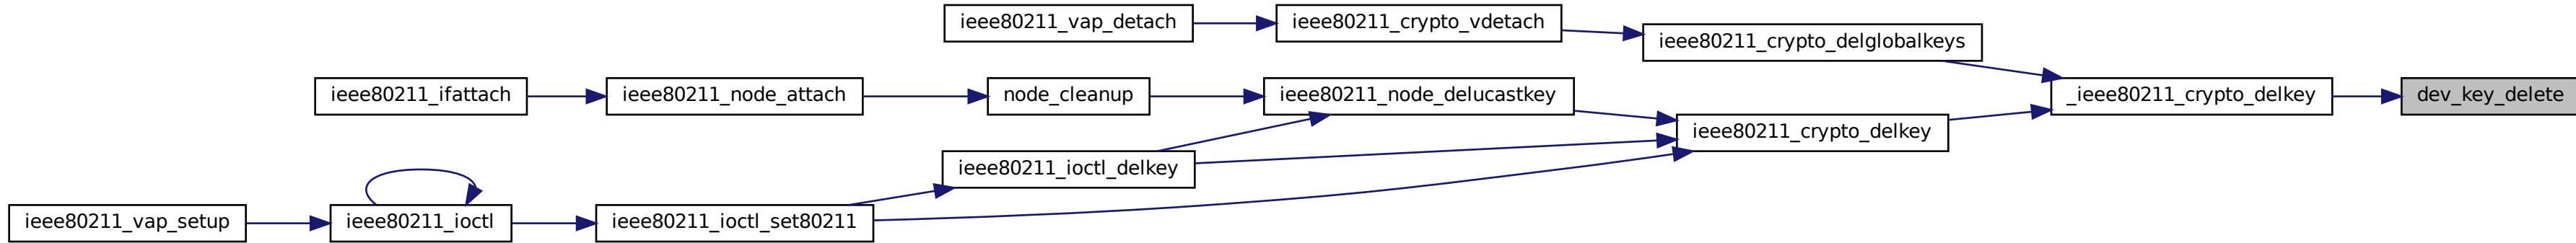 ieee80211_vap_detach
ieee80211_crypto_vdetach
ieee80211_crypto_delglobalkeys
ieee80211_ifattach
ieee80211_node_attach
node_cleanup
ieee80211_node_delucastkey
_ieee80211_crypto_delkey
dev_key_delete
ieee80211_crypto_delkey
ieee80211_ioctl_delkey
ieee80211_vap_setup
ieee80211_ioctl
ieee80211_ioctl_set80211